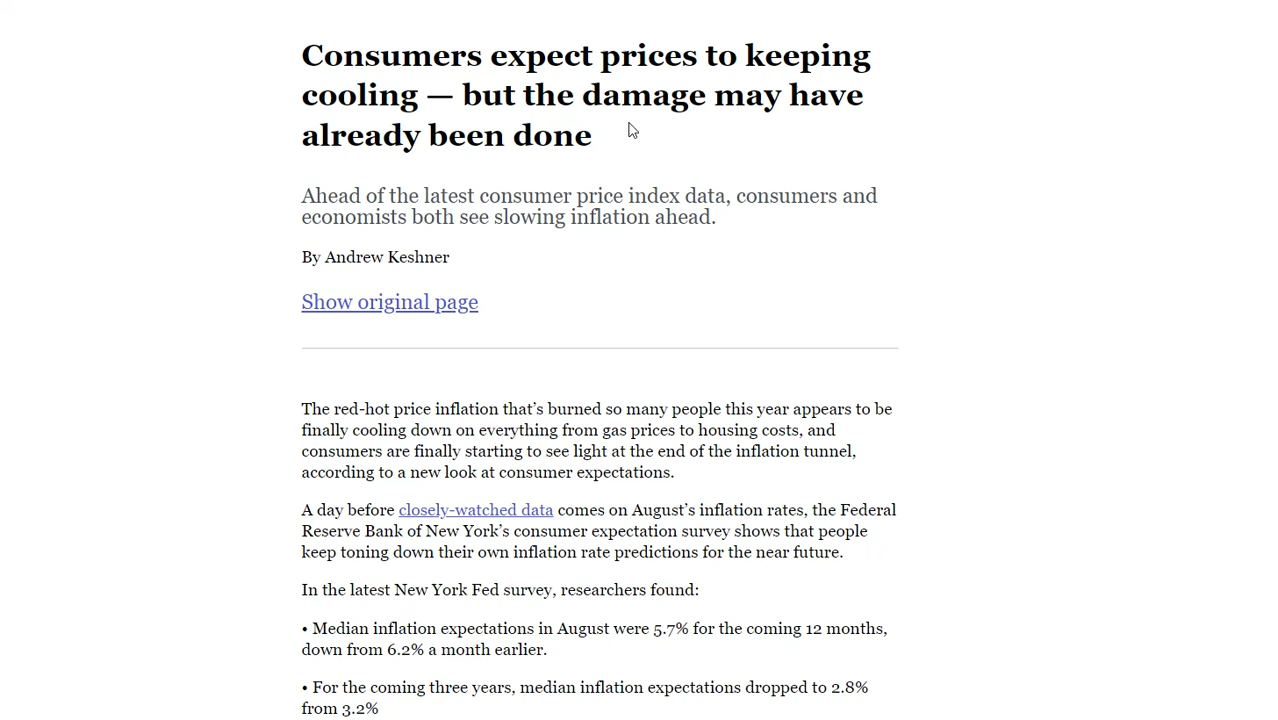 Consumers expect prices to keeping
cooling — but the damage may have
already been done
Ahead of the latest consumer price index data, consumers and
economists both see slowing inflation ahead.
By Andrew Keshner
Show original page
The red-hot price inflation that’s burned so many people this year appears to be
finally cooling down on everything from gas prices to housing costs, and
consumers are finally starting to see light at the end of the inflation tunnel,
according to a new look at consumer expectations.
A day before closely-watched data comes on August’s inflation rates, the Federal
Reserve Bank of New York’s consumer expectation survey shows that people
keep toning down their own inflation rate predictions for the near future.
In the latest New York Fed survey, researchers found:
• Median inflation expectations in August were 5.7% for the coming 12 months,
down from 6.2% a month earlier.
• For the coming three years, median inflation expectations dropped to 2.8%
from 3.2%